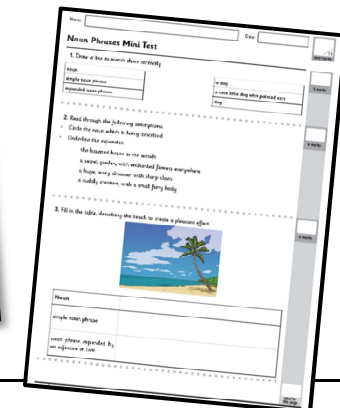 Name:
Date:
Noun Phrases Mini Test
1. Draw a line to match these correctly
noun
simple noun phrase
expanded noun phrase
a dog
a cute little dog with pointed ears
dog
2. Read through the following descriptions.
Circle the noun which is being described
Underline the expansion
the haunted house in the woods
a secret garden, with enchanted flowers everywhere
a huge, scary dinosaur with sharp claws
a cuddly creature, with a small furry body
3. Fill in the table, describing the beach to create a pleasant effect
Noun
simple noun phrase
noun phrase expanded by
an adjective or two